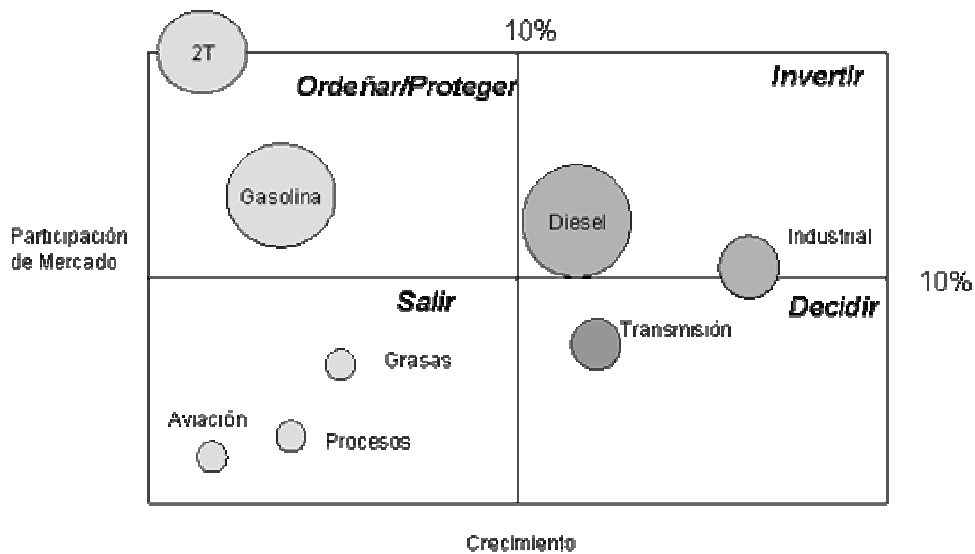 10%
2T
Ordeñar/Proteger
Invertir
Gasolina
Diesel
Participación
de Mercado
Industrial
10%
Salir
Decidir
Transmisión
Grasas
Aviación
Procesos
Crecimiento